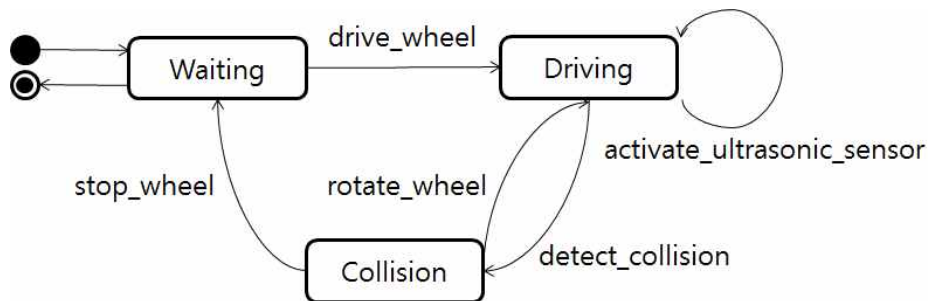 drive_wheel
Waiting
Driving
activate_ultrasonic_sensor
stop_wheel
rotate_wheel
detect_collision
Collision